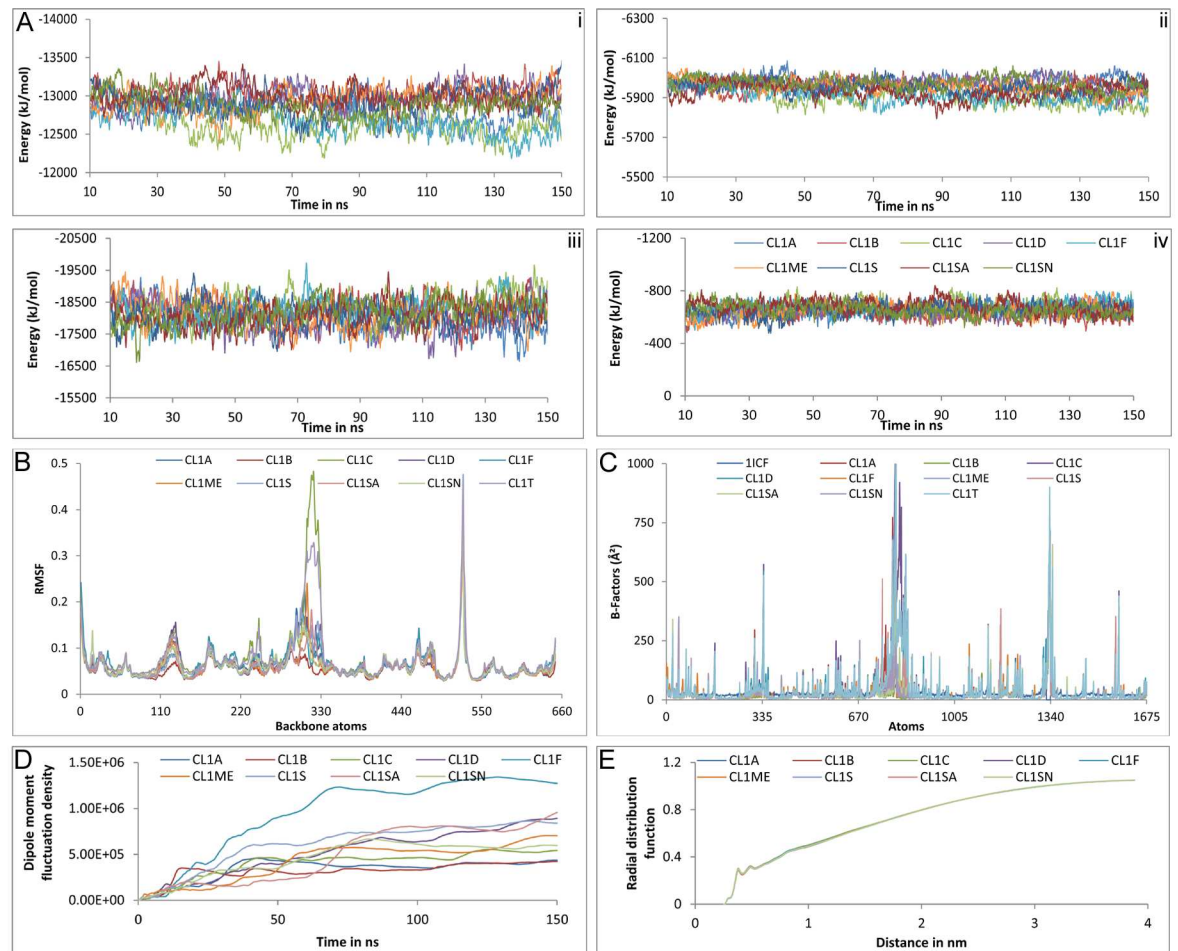 A
i
Energy (kJ/mol)
-14000
-13500
-13000
-12500
-12000
10 30 50 70 90 110 130 150
Time in ns
ii
Energy (kJ/mol)
-6300
-6100
-5900
-5700
-5500
10 30 50 70 90 110 130 150
Time in ns
iii
Energy (kJ/mol)
-20500
-19500
-18500
-17500
-16500
-15500
10 30 50 70 90 110 130 150
Time in ns
iv
CL1A CL1B CL1C CL1D CL1F
CL1ME CL1S CL1SA CL1SN
Energy (kJ/mol)
-1200
-800
-400
0
10 30 50 70 90 110 130 150
Time in ns
B
CL1A CL1B CL1C CL1D CL1F
CL1ME CL1S CL1SA CL1SN CL1T
RMSF
0.5
0.4
0.3
0.2
0.1
0
0 110 220 330 440 550 660
Backbone atoms
C
1ICF CL1A CL1B CL1C
CL1D CL1F CL1ME CL1S
CL1SA CL1SN CL1T
B-Factors (Å²)
1000
750
500
250
0
0 335 670 1005 1340 1675
Atoms
D
CL1A CL1B CL1C CL1D CL1F
CL1ME CL1S CL1SA CL1SN
Dipole moment
fluctuation density
1.50E+06
1.00E+06
5.00E+05
0.00E+00
0 50 100 150
Time in ns
E
CL1A CL1B CL1C CL1D CL1F
CL1ME CL1S CL1SA CL1SN
Radial distribution
function
1.2
0.8
0.4
0
0 1 2 3 4
Distance in nm